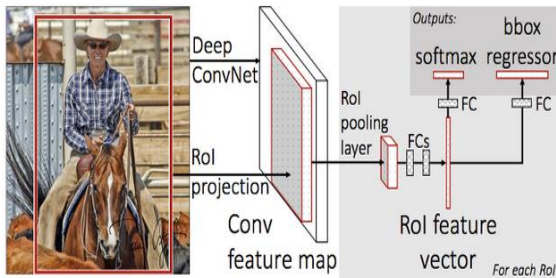 Outputs:
softmax
bbox
regressor
Deep
ConvNet
FC
FC
RoI
pooling
layer
FCs
RoI
projection
Conv
feature map
RoI feature
vector
For each RoI